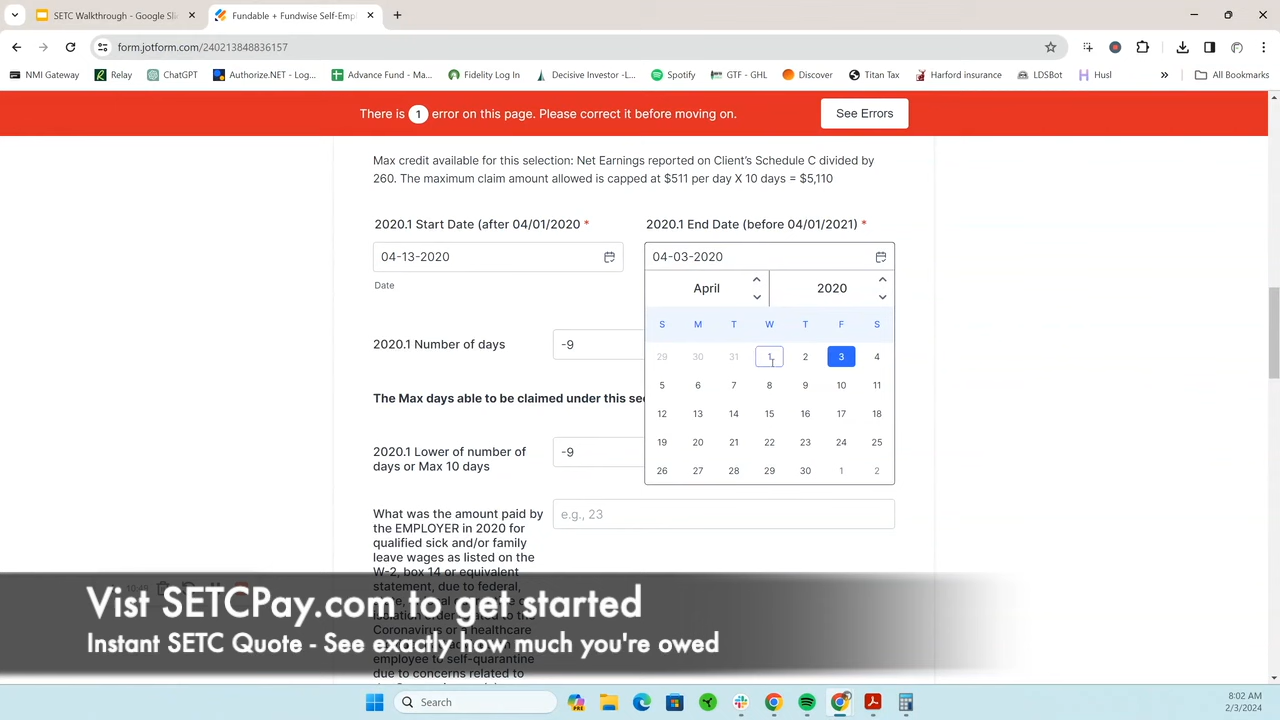 SETC Walkthrough - Google Sli
Fundable + Fundwise Self-Emp
form.jotform.com/240213848836157
NMI Gateway
Relay
ChatGPT
Authorize.NET - Log...
Advance Fund - Ma...
Fidelity Log In
Decisive Investor -L...
Spotify
GTF - GHL
Discover
Titan Tax
Harford insurance
LDSBot
Husl
All Bookmarks
There is 1 error on this page. Please correct it before moving on.
See Errors
Max credit available for this selection: Net Earnings reported on Client's Schedule C divided by
260. The maximum claim amount allowed is capped at $511 per day X 10 days = $5,110
2020.1 Start Date (after 04/01/2020 *
2020.1 End Date (before 04/01/2021) *
04-13-2020
04-03-2020
Date
April
2020
S M T W T F S
29 30 31 1 2 3 4
5 6 7 8 9 10 11
12 13 14 15 16 17 18
19 20 21 22 23 24 25
26 27 28 29 30 1 2
2020.1 Number of days
-9
The Max days able to be claimed under this se
2020.1 Lower of number of
days or Max 10 days
-9
What was the amount paid by
the EMPLOYER in 2020 for
qualified sick and/or family
leave wages as listed on the
W-2, box 14 or equivalent
statement, due to federal,
e.g., 23
Coronavirus or a healthcare
employee to self-quarantine
due to concerns related to
Vist SETCPay.com to get started
Instant SETC Quote - See exactly how much you're owed
Search
8:02 AM
2/3/2024